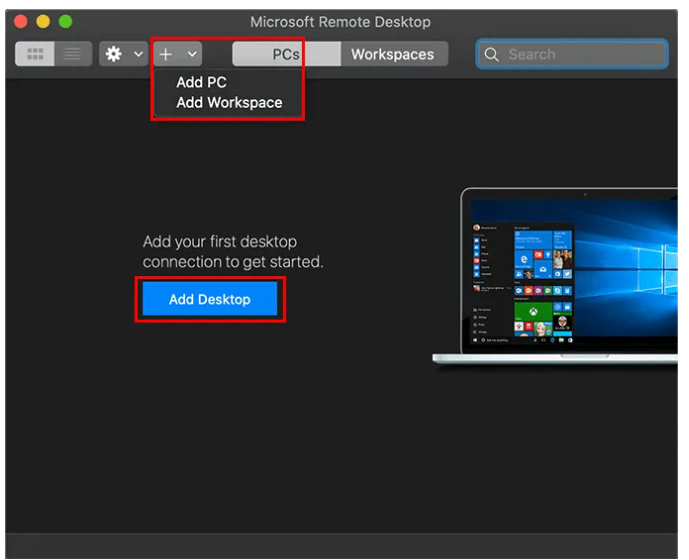 Microsoft Remote Desktop
PCs
Workspaces
Search
Add PC
Add Workspace
Add your first desktop
connection to get started.
Add Desktop